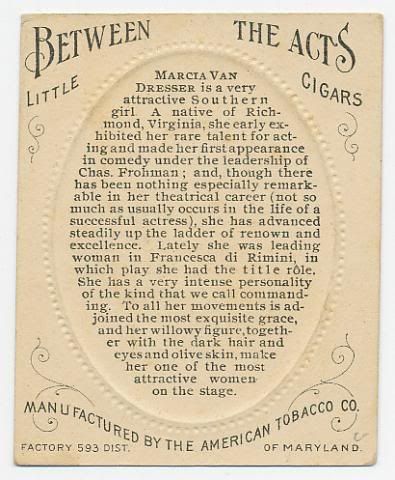 BETWEEN THE ACTS
LITTLE CIGARS
MARCIA VAN
DRESSER is a very
attractive Southern
girl. A native of Rich-
mond, Virginia, she early ex-
hibited her rare talent for act-
ing and made her first appearance
in comedy under the leadership of
Chas. Frohman; and, though there
has been nothing especially remark-
able in her theatrical career (not so
much as usually occurs in the life of a
successful actress), she has advanced
steadily up the ladder of renown and
excellence. Lately she was leading
woman in Francesca di Rimini, in
which play she had the title rôle.
She has a very intense personality
of the kind that we call command-
ing. To all her movements is ad-
joined the most exquisite grace,
and her willowy figure, togeth-
er with the dark hair and
eyes and olive skin, make
her one of the most
attractive women
on the stage.
MANUFACTURED BY THE AMERICAN TOBACCO CO.
FACTORY 593 DIST. OF MARYLAND.